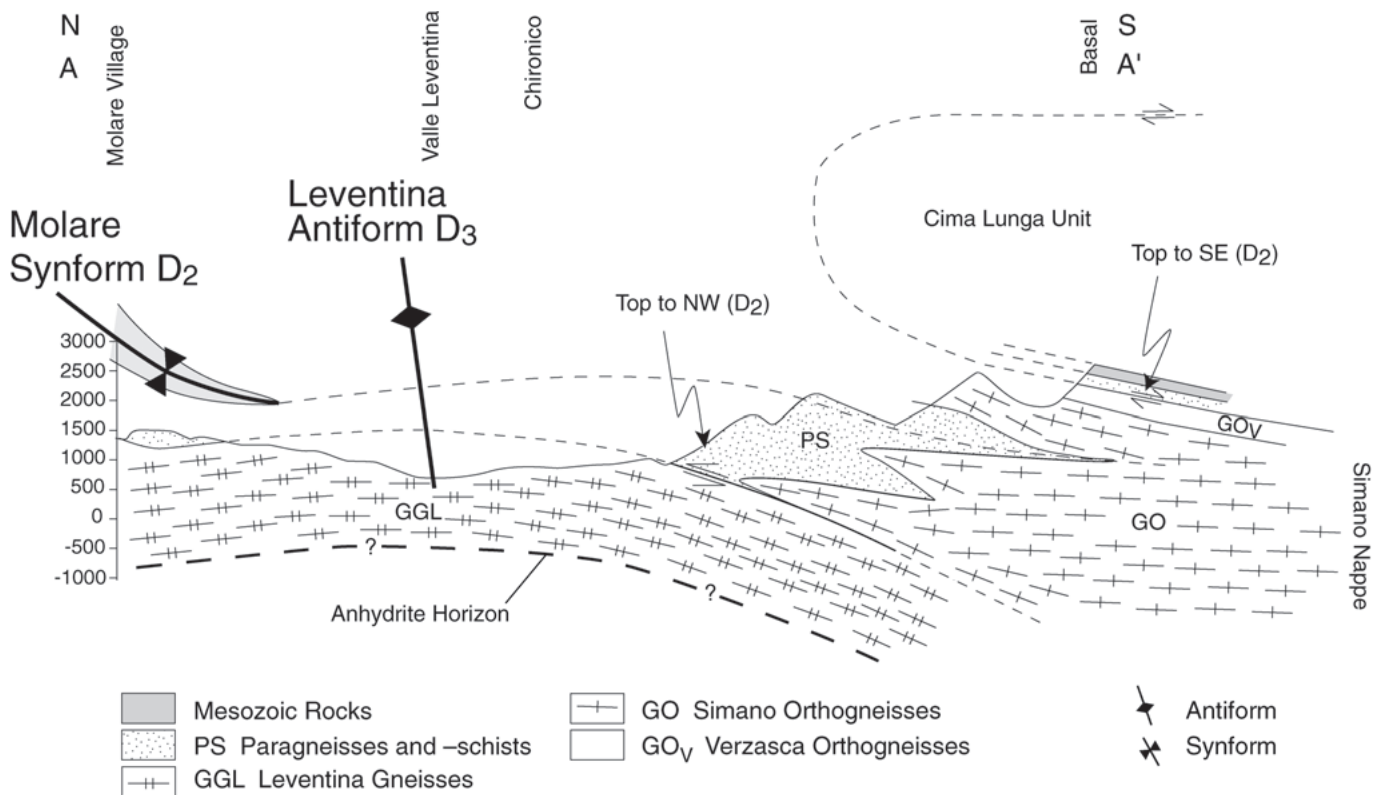 N
A
Molare Village
Valle Leventina
Chironico
Basal
S
A'
Leventina
Antiform D3
Molare
Synform D2
Cima Lunga Unit
Top to SE (D2)
Top to NW (D2)
3000
2500
2000
1500
1000
500
0
-500
-1000
PS
GOV
GGL
GO
?
?
Anhydrite Horizon
Simano Nappe
Mesozoic Rocks
PS Paragneisses and –schists
GGL Leventina Gneisses
GO Simano Orthogneisses
GOV Verzasca Orthogneisses
Antiform
Synform